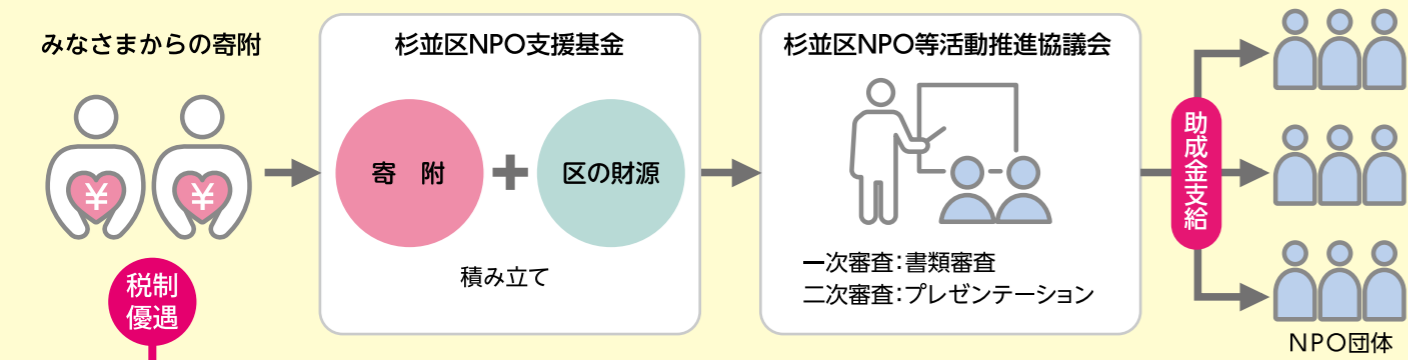 みなさまからの寄附
¥
¥
税制
優遇
杉並区NPO支援基金
寄　附
区の財源
積み立て
杉並区NPO等活動推進協議会
一次審査：書類審査
二次審査：プレゼンテーション
助成金支給
NPO団体